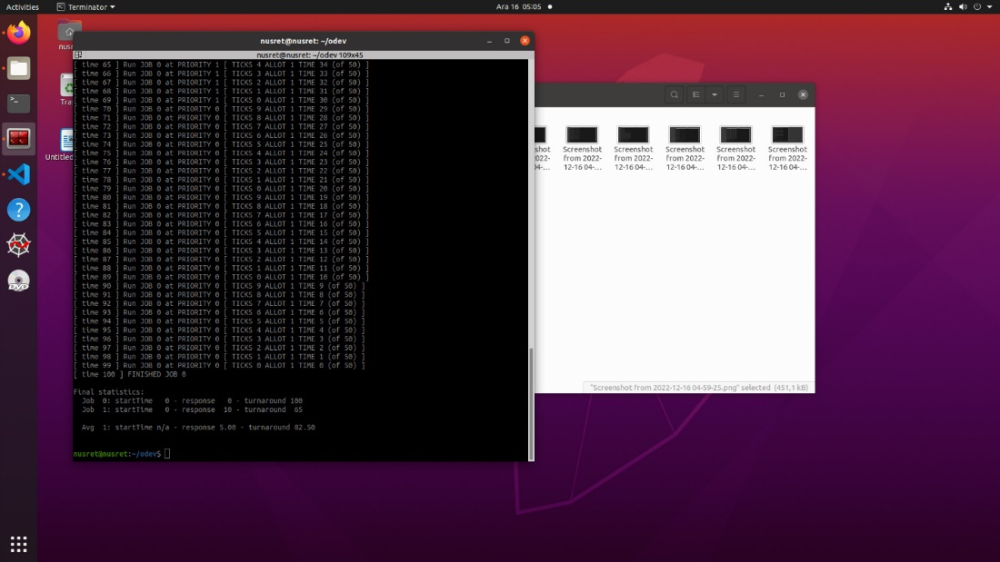 Activities
Terminator
Ara 16 05:05
nusret@nusret: ~/odev
nusret@nusret: ~/odev 109x45
[ time 65 ] Run JOB 0 at PRIORITY 1 [ TICKS 4 ALLOT 1 TIME 34 (of 50) ]
[ time 66 ] Run JOB 0 at PRIORITY 1 [ TICKS 3 ALLOT 1 TIME 33 (of 50) ]
[ time 67 ] Run JOB 0 at PRIORITY 1 [ TICKS 2 ALLOT 1 TIME 32 (of 50) ]
[ time 68 ] Run JOB 0 at PRIORITY 1 [ TICKS 1 ALLOT 1 TIME 31 (of 50) ]
[ time 69 ] Run JOB 0 at PRIORITY 1 [ TICKS 0 ALLOT 1 TIME 30 (of 50) ]
[ time 70 ] Run JOB 0 at PRIORITY 0 [ TICKS 9 ALLOT 1 TIME 29 (of 50) ]
[ time 71 ] Run JOB 0 at PRIORITY 0 [ TICKS 8 ALLOT 1 TIME 28 (of 50) ]
[ time 72 ] Run JOB 0 at PRIORITY 0 [ TICKS 7 ALLOT 1 TIME 27 (of 50) ]
[ time 73 ] Run JOB 0 at PRIORITY 0 [ TICKS 6 ALLOT 1 TIME 26 (of 50) ]
[ time 74 ] Run JOB 0 at PRIORITY 0 [ TICKS 5 ALLOT 1 TIME 25 (of 50) ]
[ time 75 ] Run JOB 0 at PRIORITY 0 [ TICKS 4 ALLOT 1 TIME 24 (of 50) ]
[ time 76 ] Run JOB 0 at PRIORITY 0 [ TICKS 3 ALLOT 1 TIME 23 (of 50) ]
[ time 77 ] Run JOB 0 at PRIORITY 0 [ TICKS 2 ALLOT 1 TIME 22 (of 50) ]
[ time 78 ] Run JOB 0 at PRIORITY 0 [ TICKS 1 ALLOT 1 TIME 21 (of 50) ]
[ time 79 ] Run JOB 0 at PRIORITY 0 [ TICKS 0 ALLOT 1 TIME 20 (of 50) ]
[ time 80 ] Run JOB 0 at PRIORITY 0 [ TICKS 9 ALLOT 1 TIME 19 (of 50) ]
[ time 81 ] Run JOB 0 at PRIORITY 0 [ TICKS 8 ALLOT 1 TIME 18 (of 50) ]
[ time 82 ] Run JOB 0 at PRIORITY 0 [ TICKS 7 ALLOT 1 TIME 17 (of 50) ]
[ time 83 ] Run JOB 0 at PRIORITY 0 [ TICKS 6 ALLOT 1 TIME 16 (of 50) ]
[ time 84 ] Run JOB 0 at PRIORITY 0 [ TICKS 5 ALLOT 1 TIME 15 (of 50) ]
[ time 85 ] Run JOB 0 at PRIORITY 0 [ TICKS 4 ALLOT 1 TIME 14 (of 50) ]
[ time 86 ] Run JOB 0 at PRIORITY 0 [ TICKS 3 ALLOT 1 TIME 13 (of 50) ]
[ time 87 ] Run JOB 0 at PRIORITY 0 [ TICKS 2 ALLOT 1 TIME 12 (of 50) ]
[ time 88 ] Run JOB 0 at PRIORITY 0 [ TICKS 1 ALLOT 1 TIME 11 (of 50) ]
[ time 89 ] Run JOB 0 at PRIORITY 0 [ TICKS 0 ALLOT 1 TIME 10 (of 50) ]
[ time 90 ] Run JOB 0 at PRIORITY 0 [ TICKS 9 ALLOT 1 TIME 9 (of 50) ]
[ time 91 ] Run JOB 0 at PRIORITY 0 [ TICKS 8 ALLOT 1 TIME 8 (of 50) ]
[ time 92 ] Run JOB 0 at PRIORITY 0 [ TICKS 7 ALLOT 1 TIME 7 (of 50) ]
[ time 93 ] Run JOB 0 at PRIORITY 0 [ TICKS 6 ALLOT 1 TIME 6 (of 50) ]
[ time 94 ] Run JOB 0 at PRIORITY 0 [ TICKS 5 ALLOT 1 TIME 5 (of 50) ]
[ time 95 ] Run JOB 0 at PRIORITY 0 [ TICKS 4 ALLOT 1 TIME 4 (of 50) ]
[ time 96 ] Run JOB 0 at PRIORITY 0 [ TICKS 3 ALLOT 1 TIME 3 (of 50) ]
[ time 97 ] Run JOB 0 at PRIORITY 0 [ TICKS 2 ALLOT 1 TIME 2 (of 50) ]
[ time 98 ] Run JOB 0 at PRIORITY 0 [ TICKS 1 ALLOT 1 TIME 1 (of 50) ]
[ time 99 ] Run JOB 0 at PRIORITY 0 [ TICKS 0 ALLOT 1 TIME 0 (of 50) ]
[ time 100 ] FINISHED JOB 0
Final statistics:
Job 0: startTime 0 - response 0 - turnaround 100
Job 1: startTime 0 - response 10 - turnaround 65
Avg 1: startTime n/a - response 5.00 - turnaround 82.50
nusret@nusret:~/odev$
nus
Tra
Untitled
shot
2022-
04-...
Screenshot
from 2022-
12-16 04-...
Screenshot
from 2022-
12-16 04-...
Screenshot
from 2022-
12-16 04-...
Screenshot
from 2022-
12-16 04-...
Screenshot
from 2022-
12-16 04-...
"Screenshot from 2022-12-16 04-59-25.png" selected (451,1 kB)
DVD